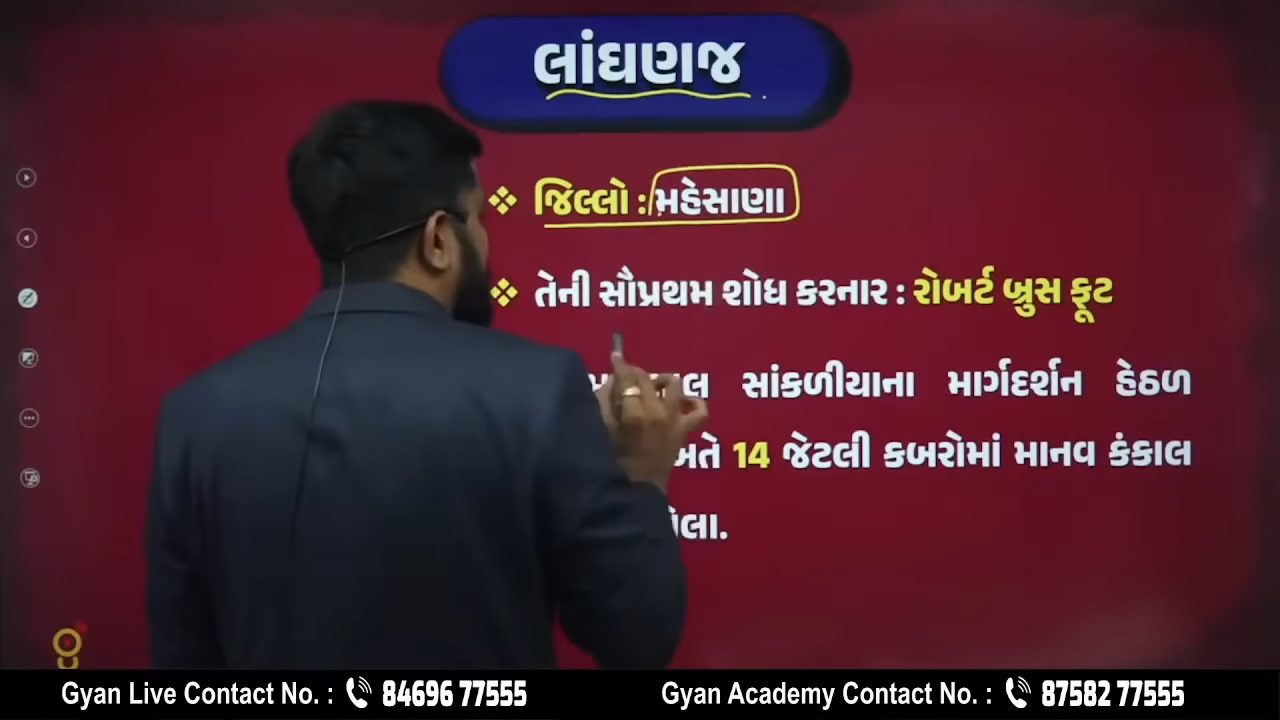 લાંઘણજ
❖ જિલ્લો : મહેસાણા
❖ તેની સૌપ્રથમ શોધ કરનાર : રોબર્ટ બ્રુસ ફૂટ
સાંકળીયાના માર્ગદર્શન હેઠળ
14 જેટલી કબરોમાં માનવ કંકાલ
Gyan Live Contact No. : 84696 77555
Gyan Academy Contact No. : 87582 77555